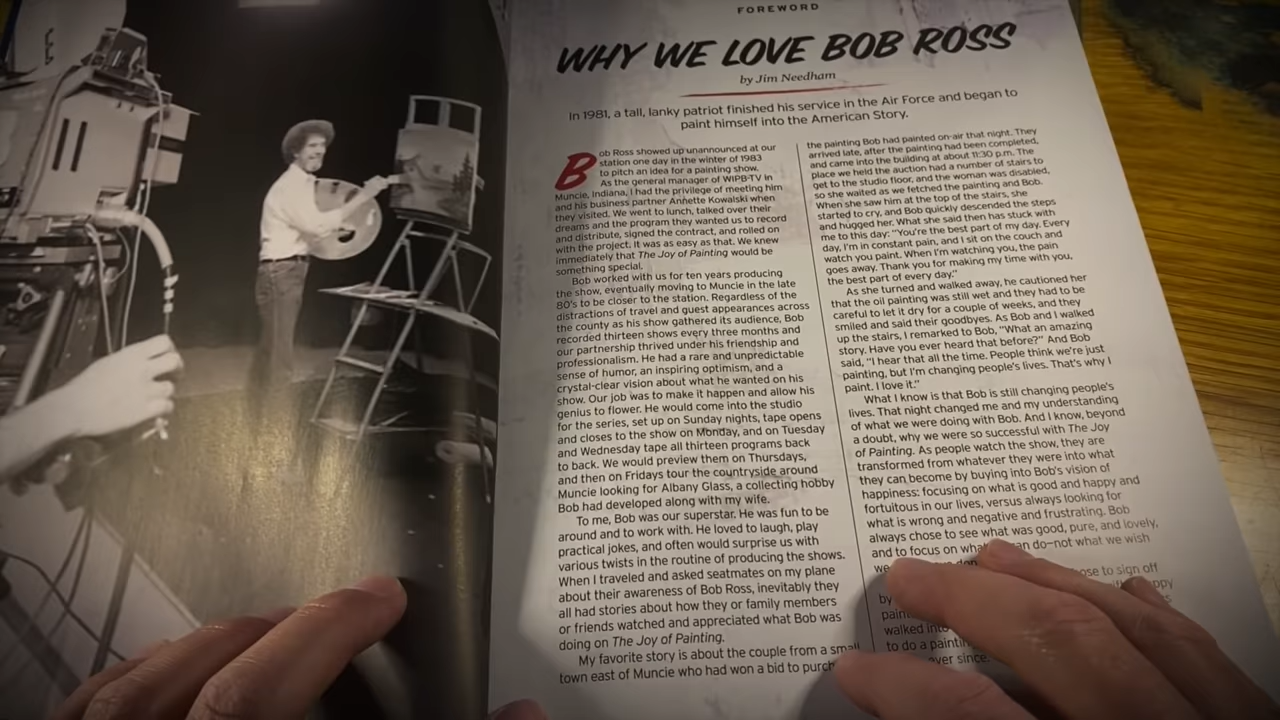 FOREWORD
WHY WE LOVE BOB ROSS
by Jim Needham
In 1981, a tall, lanky patriot finished his service in the Air Force and began to
paint himself into the American Story.
Bob Ross showed up unannounced at our
station one day in the winter of 1983
to pitch an idea for a painting show.
As the general manager of WIPB-TV in
Muncie, Indiana, I had the privilege of meeting him
and his business partner Annette Kowalski when
they visited. We went to lunch, talked over their
dreams and the program they wanted us to record
and distribute, signed the contract, and rolled on
with the project. It was as easy as that. We knew
immediately that The Joy of Painting would be
something special.
Bob worked with us for ten years producing
the show, eventually moving to Muncie in the late
80's to be closer to the station. Regardless of the
distractions of travel and guest appearances across
the county as his show gathered its audience, Bob
recorded thirteen shows every three months and
our partnership thrived under his friendship and
professionalism. He had a rare and unpredictable
sense of humor, an inspiring optimism, and a
crystal-clear vision about what he wanted on his
show. Our job was to make it happen and allow his
genius to flower. He would come into the studio
for the series, set up on Sunday nights, tape opens
and closes to the show on Monday, and on Tuesday
and Wednesday tape all thirteen programs back
to back. We would preview them on Thursdays,
and then on Fridays tour the countryside around
Muncie looking for Albany Glass, a collecting hobby
Bob had developed along with my wife.
To me, Bob was our superstar. He was fun to be
around and to work with. He loved to laugh, play
practical jokes, and often would surprise us with
various twists in the routine of producing the shows.
When I traveled and asked seatmates on my plane
about their awareness of Bob Ross, inevitably they
all had stories about how they or family members
or friends watched and appreciated what Bob was
doing on The Joy of Painting.
My favorite story is about the couple from a small
town east of Muncie who had won a bid to purch
the painting Bob had painted on-air that night. They
arrived late, after the painting had been completed,
and came into the building at about 11:30 p.m. The
place we held the auction had a number of stairs to
get to the studio floor, and the woman was disabled,
so she waited as we fetched the painting and Bob.
When she saw him at the top of the stairs, she
started to cry, and Bob quickly descended the steps
and hugged her. What she said then has stuck with
me to this day: "You're the best part of my day. Every
day, I'm in constant pain, and I sit on the couch and
watch you paint. When I'm watching you, the pain
goes away. Thank you for making my time with you,
the best part of every day."
As she turned and walked away, he cautioned her
that the oil painting was still wet and they had to be
careful to let it dry for a couple of weeks, and they
smiled and said their goodbyes. As Bob and I walked
up the stairs, I remarked to Bob, "What an amazing
story. Have you ever heard that before?" And Bob
said, "I hear that all the time. People think we're just
painting, but I'm changing people's lives. That's why I
paint. I love it."
What I know is that Bob is still changing people's
lives. That night changed me and my understanding
of what we were doing with Bob. And I know, beyond
a doubt, why we were so successful with The Joy
of Painting. As people watch the show, they are
transformed from whatever they were into what
they can become by buying into Bob's vision of
happiness: focusing on what is good and happy and
fortuitous in our lives, versus always looking for
what is wrong and negative and frustrating. Bob
always chose to see what was good, pure, and lovely,
and to focus on what an do—not what we wish
we to sign off
by
pain
walked into
to do a painting
ever since.